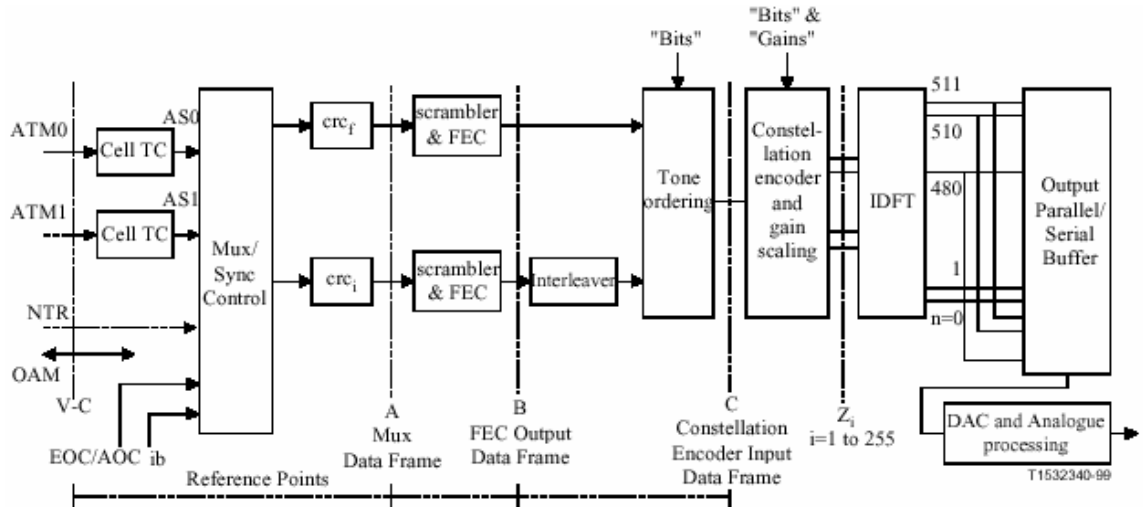 "Bits"
"Bits" &
"Gains"
ATM0
Cell TC
AS0
ATM1
Cell TC
AS1
NTR
OAM
V-C
EOC/AOC ib
Mux/
Sync
Control
crcf
crci
scrambler
& FEC
scrambler
& FEC
Interleaver
Tone
ordering
Constel-
lation
encoder
and
gain
scaling
IDFT
511
510
480
1
n=0
Output
Parallel/
Serial
Buffer
A
Mux
Data Frame
B
FEC Output
Data Frame
C
Constellation
Encoder Input
Data Frame
Zi
i=1 to 255
DAC and Analogue
processing
T1532340-99
Reference Points